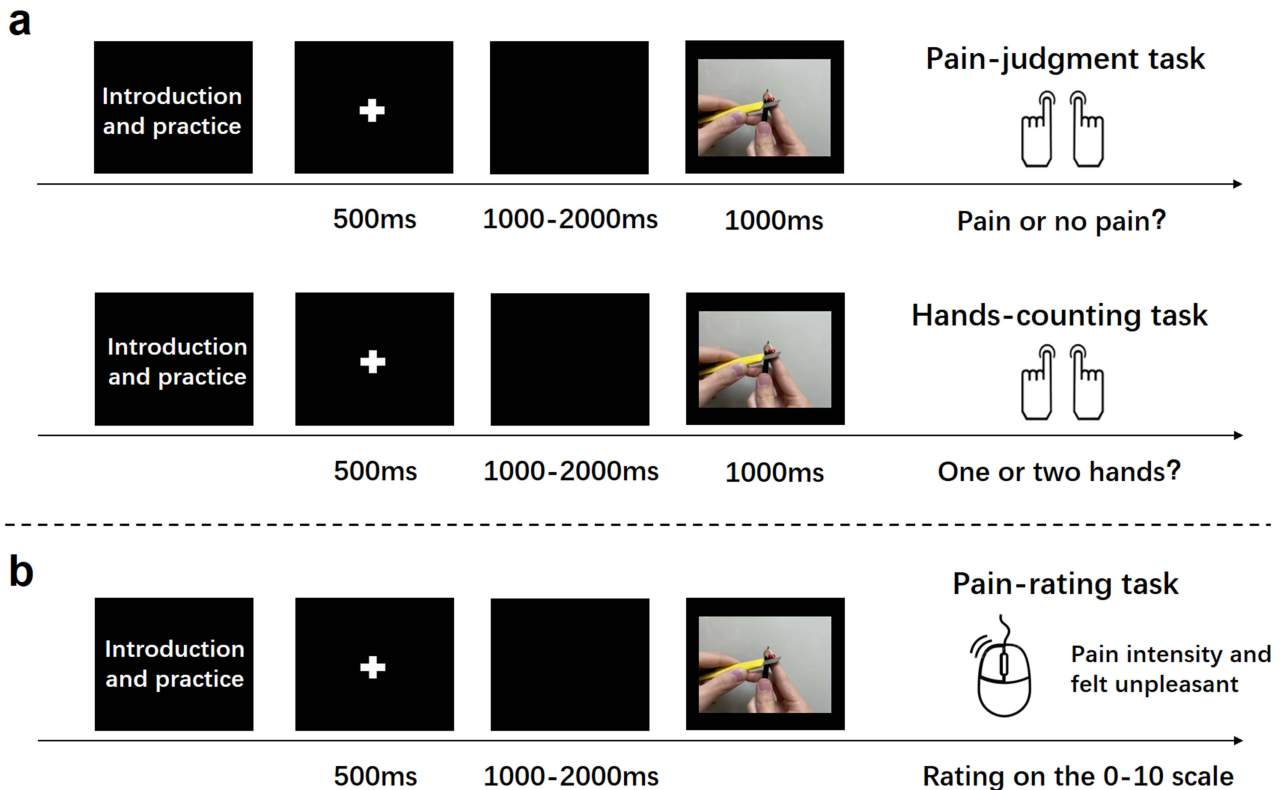 a
Introduction
and practice
Pain-judgment task
500ms
1000-2000ms
1000ms
Pain or no pain?
Introduction
and practice
Hands-counting task
500ms
1000-2000ms
1000ms
One or two hands?
b
Introduction
and practice
Pain-rating task
Pain intensity and
felt unpleasant
500ms
1000-2000ms
Rating on the 0-10 scale